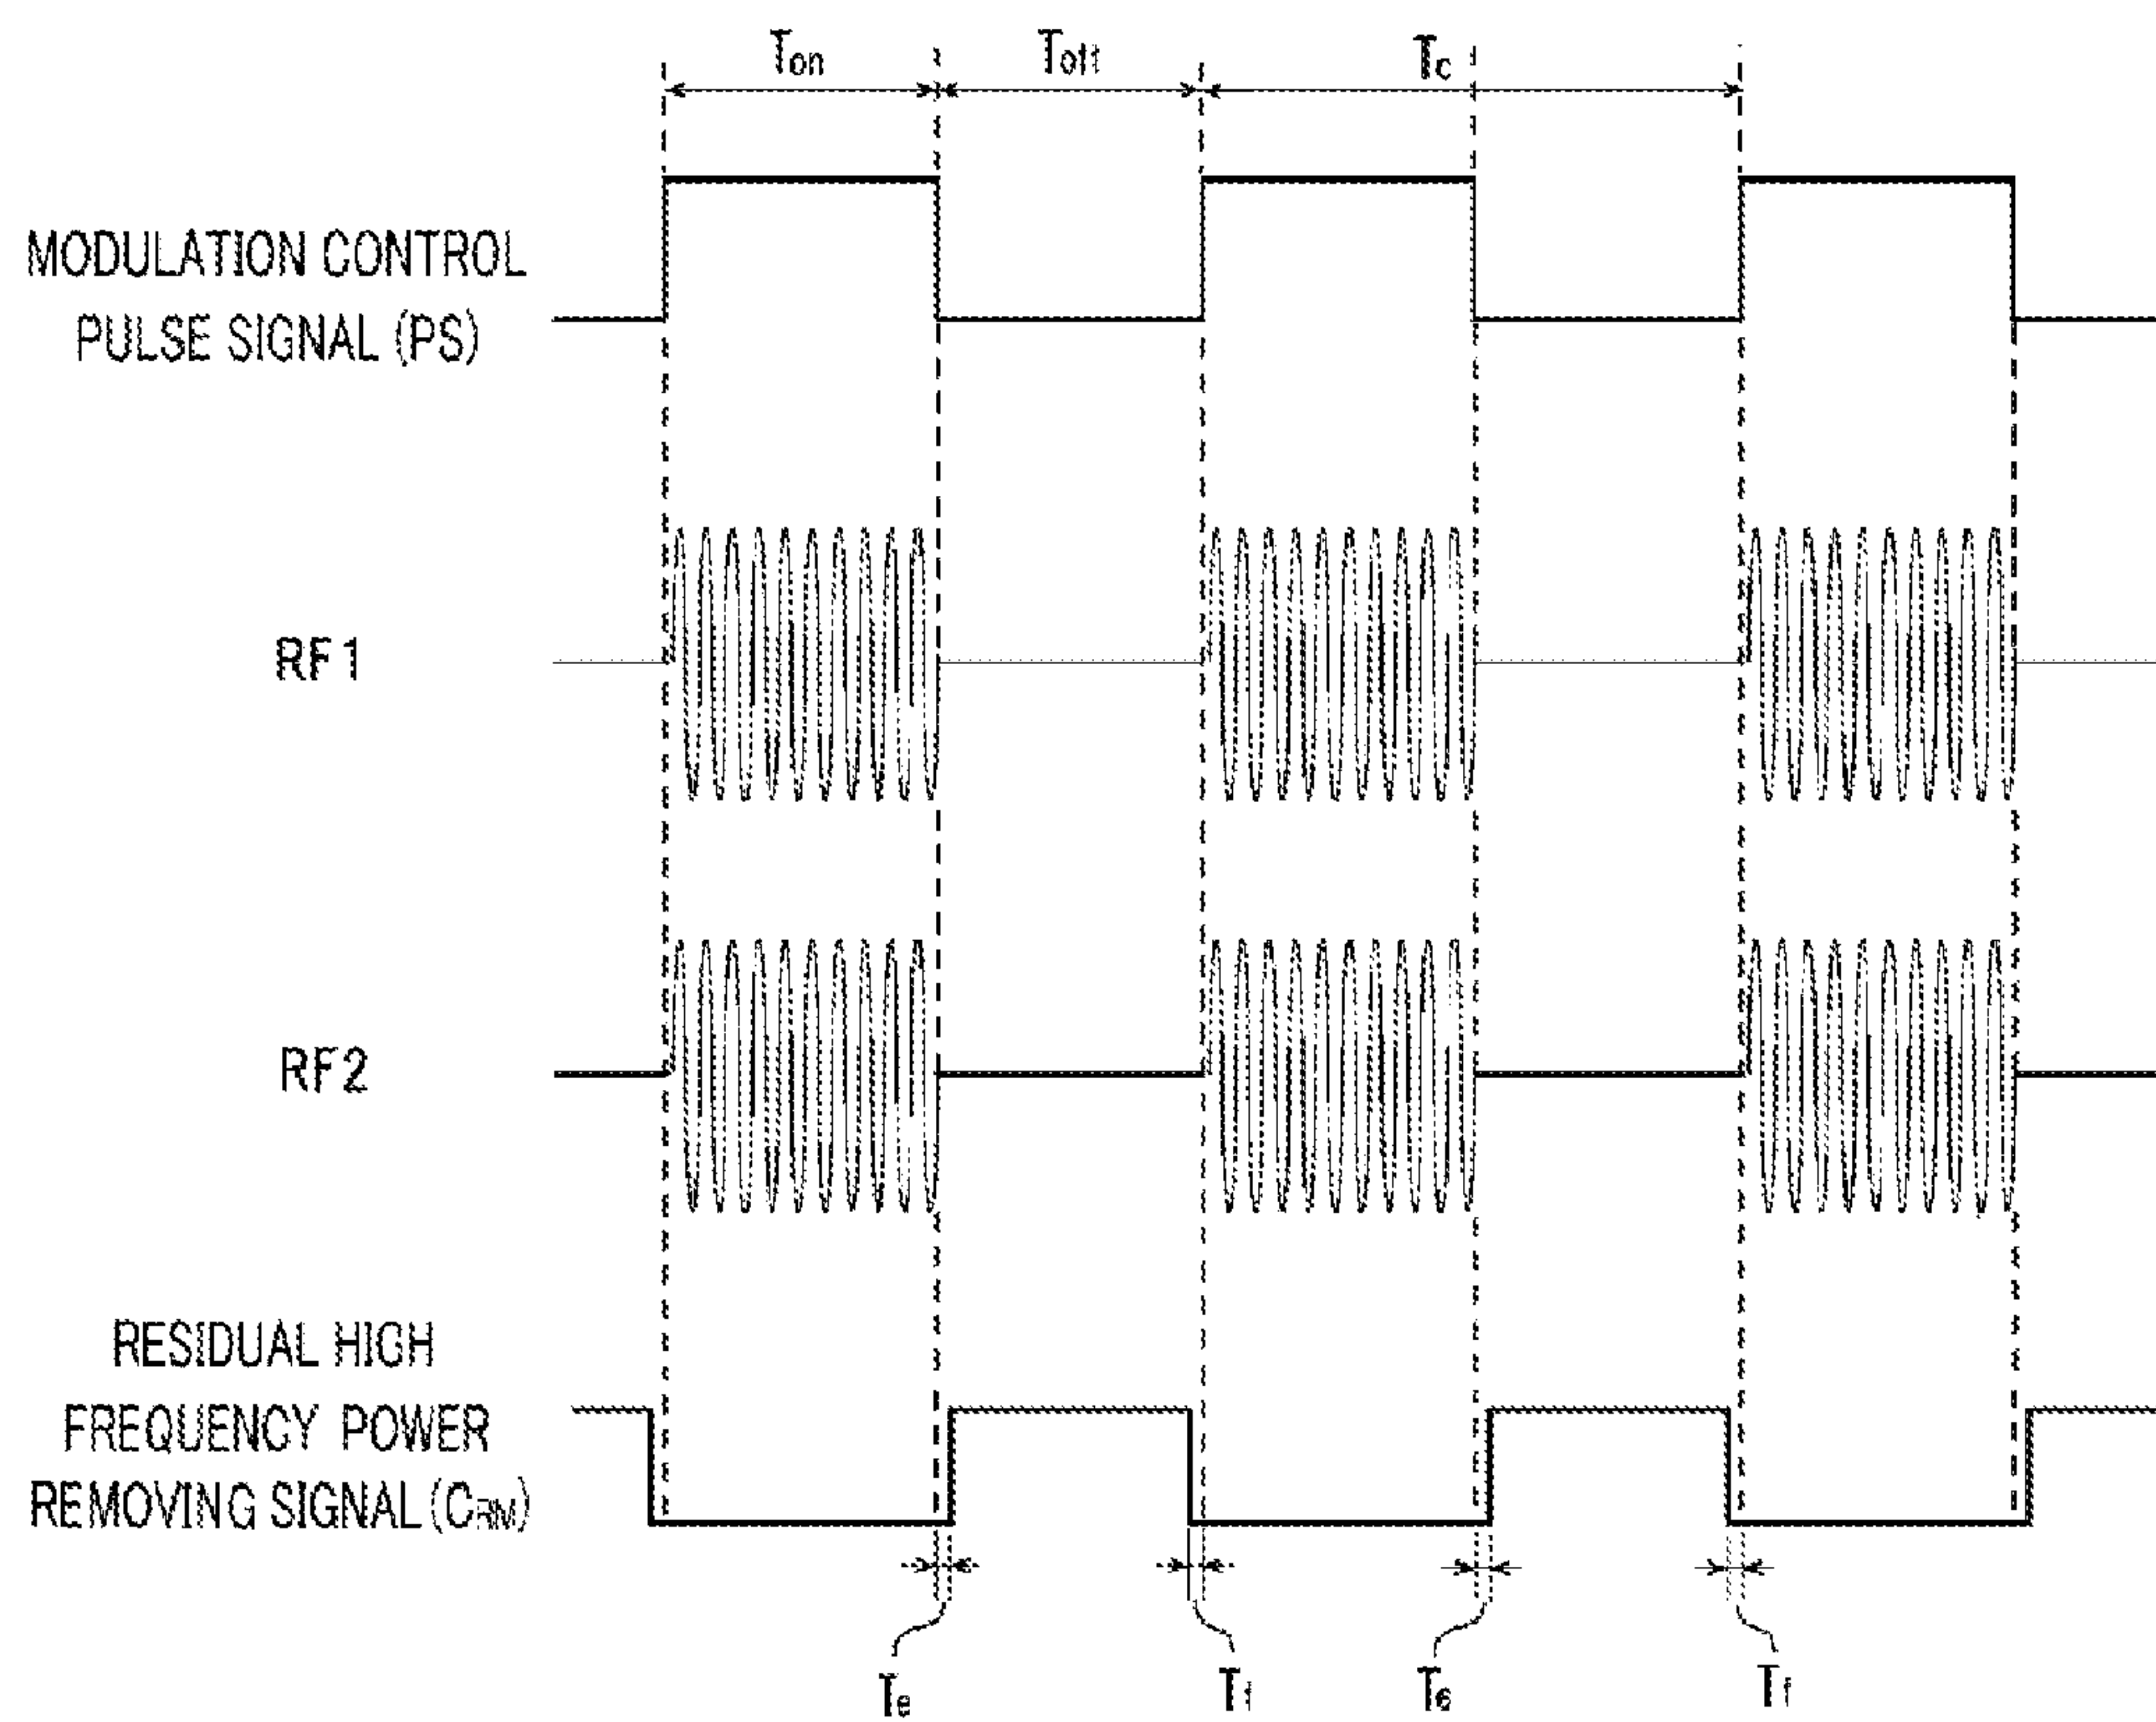 Ton Toff Tc
MODULATION CONTROL
PULSE SIGNAL (PS)
RF1
RF2
RESIDUAL HIGH
FREQUENCY POWER
REMOVING SIGNAL (CRM)
Te Tf Te Tf